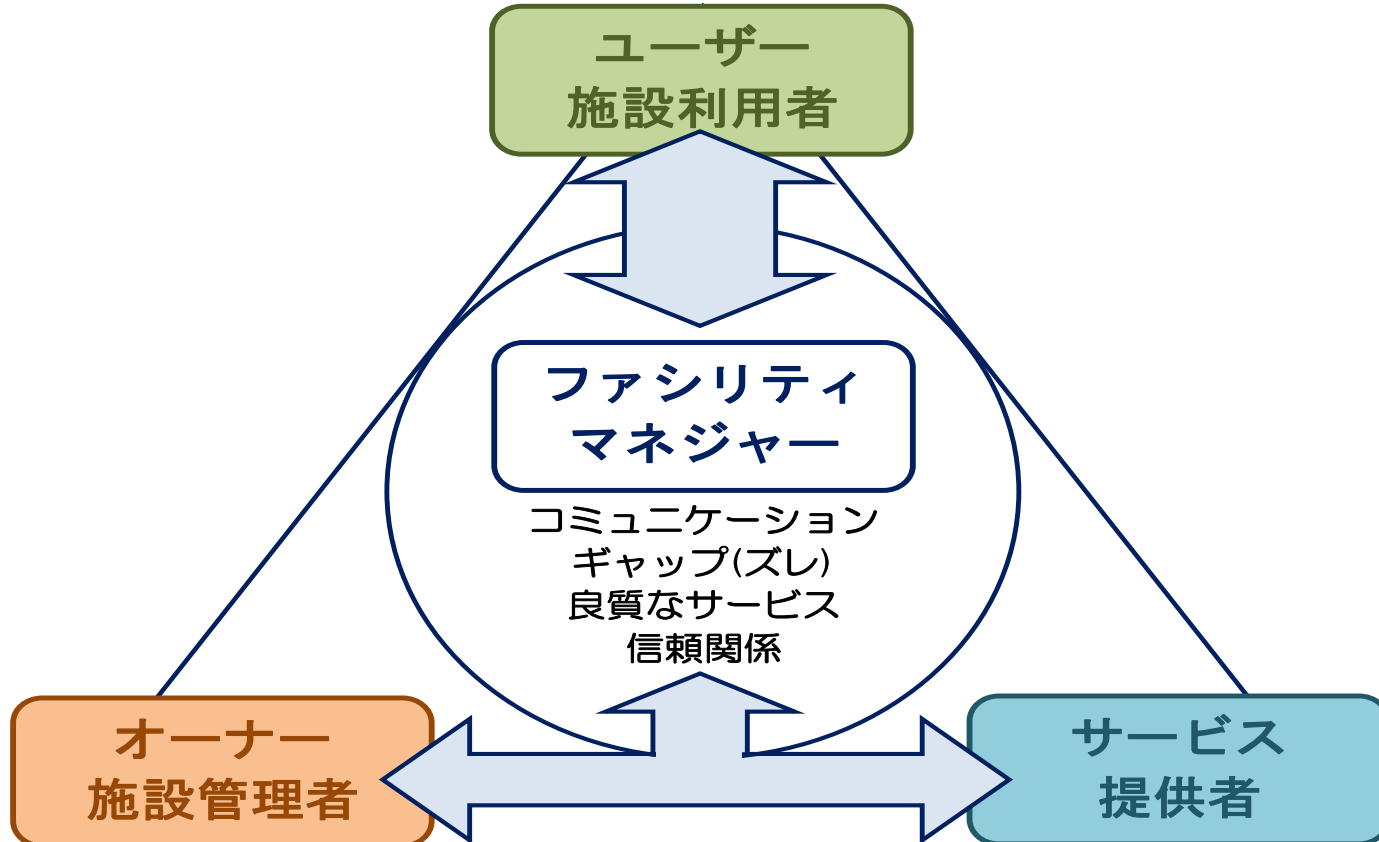 ユーザー
施設利用者
ファシリティ
マネジャー
コミュニケーション
ギャップ(ズレ)
良質なサービス
信頼関係
オーナー
施設管理者
サービス
提供者